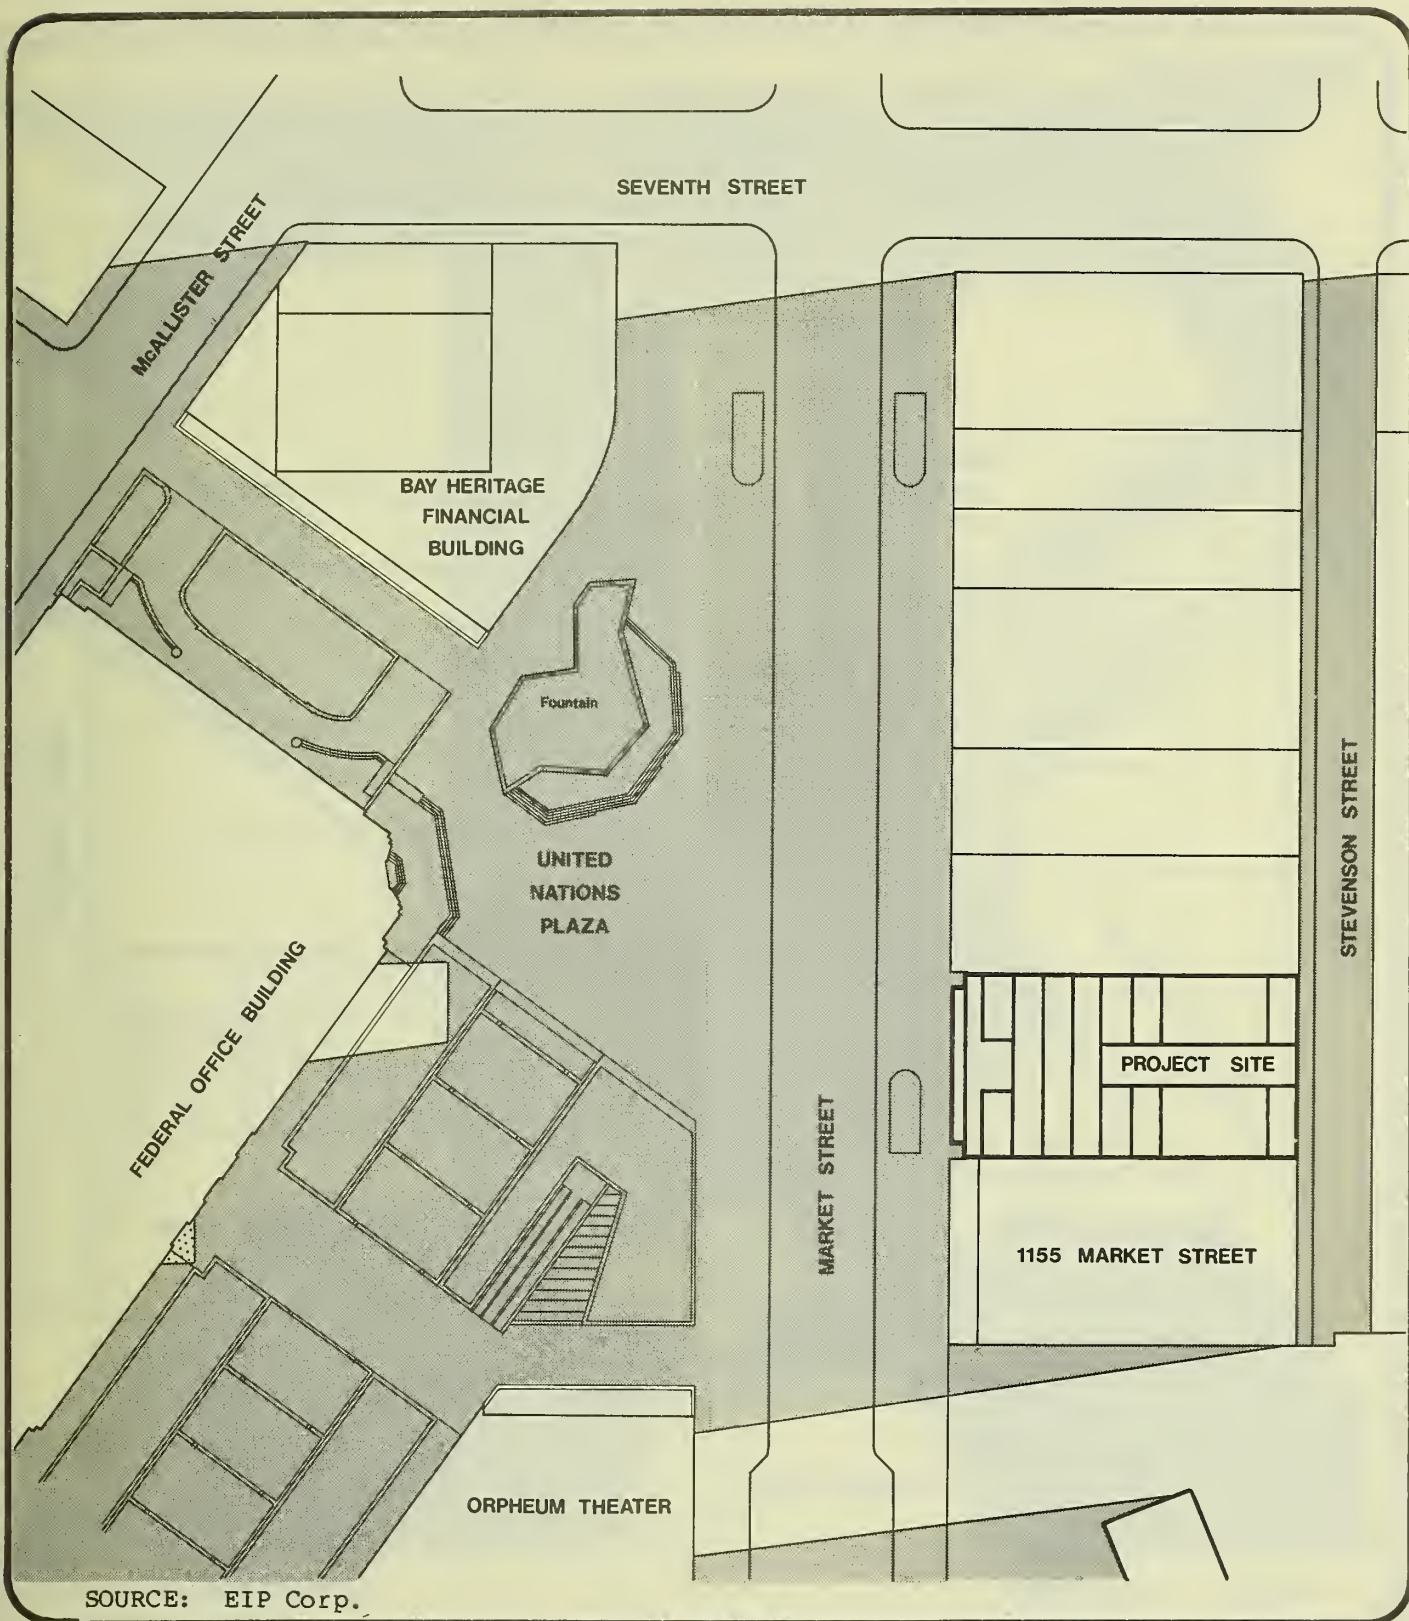 SEVENTH STREET
McALLISTER STREET
BAY HERITAGE
FINANCIAL
BUILDING
Fountain
UNITED
NATIONS
PLAZA
STEVENSON STREET
FEDERAL OFFICE BUILDING
PROJECT SITE
MARKET STREET
1155 MARKET STREET
ORPHEUM THEATER
SOURCE: EIP Corp.